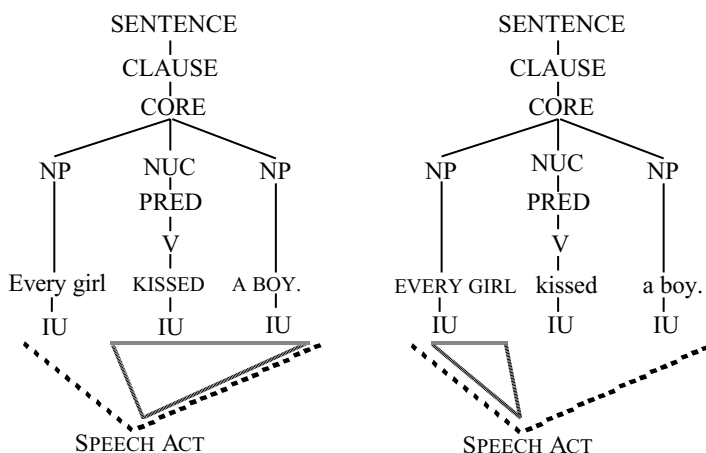 SENTENCE
CLAUSE
CORE
NP NUC NP
PRED
V
Every girl KISSED A BOY.
IU IU IU
SPEECH ACT
SENTENCE
CLAUSE
CORE
NP NUC NP
PRED
V
EVERY GIRL kissed a boy.
IU IU IU
SPEECH ACT